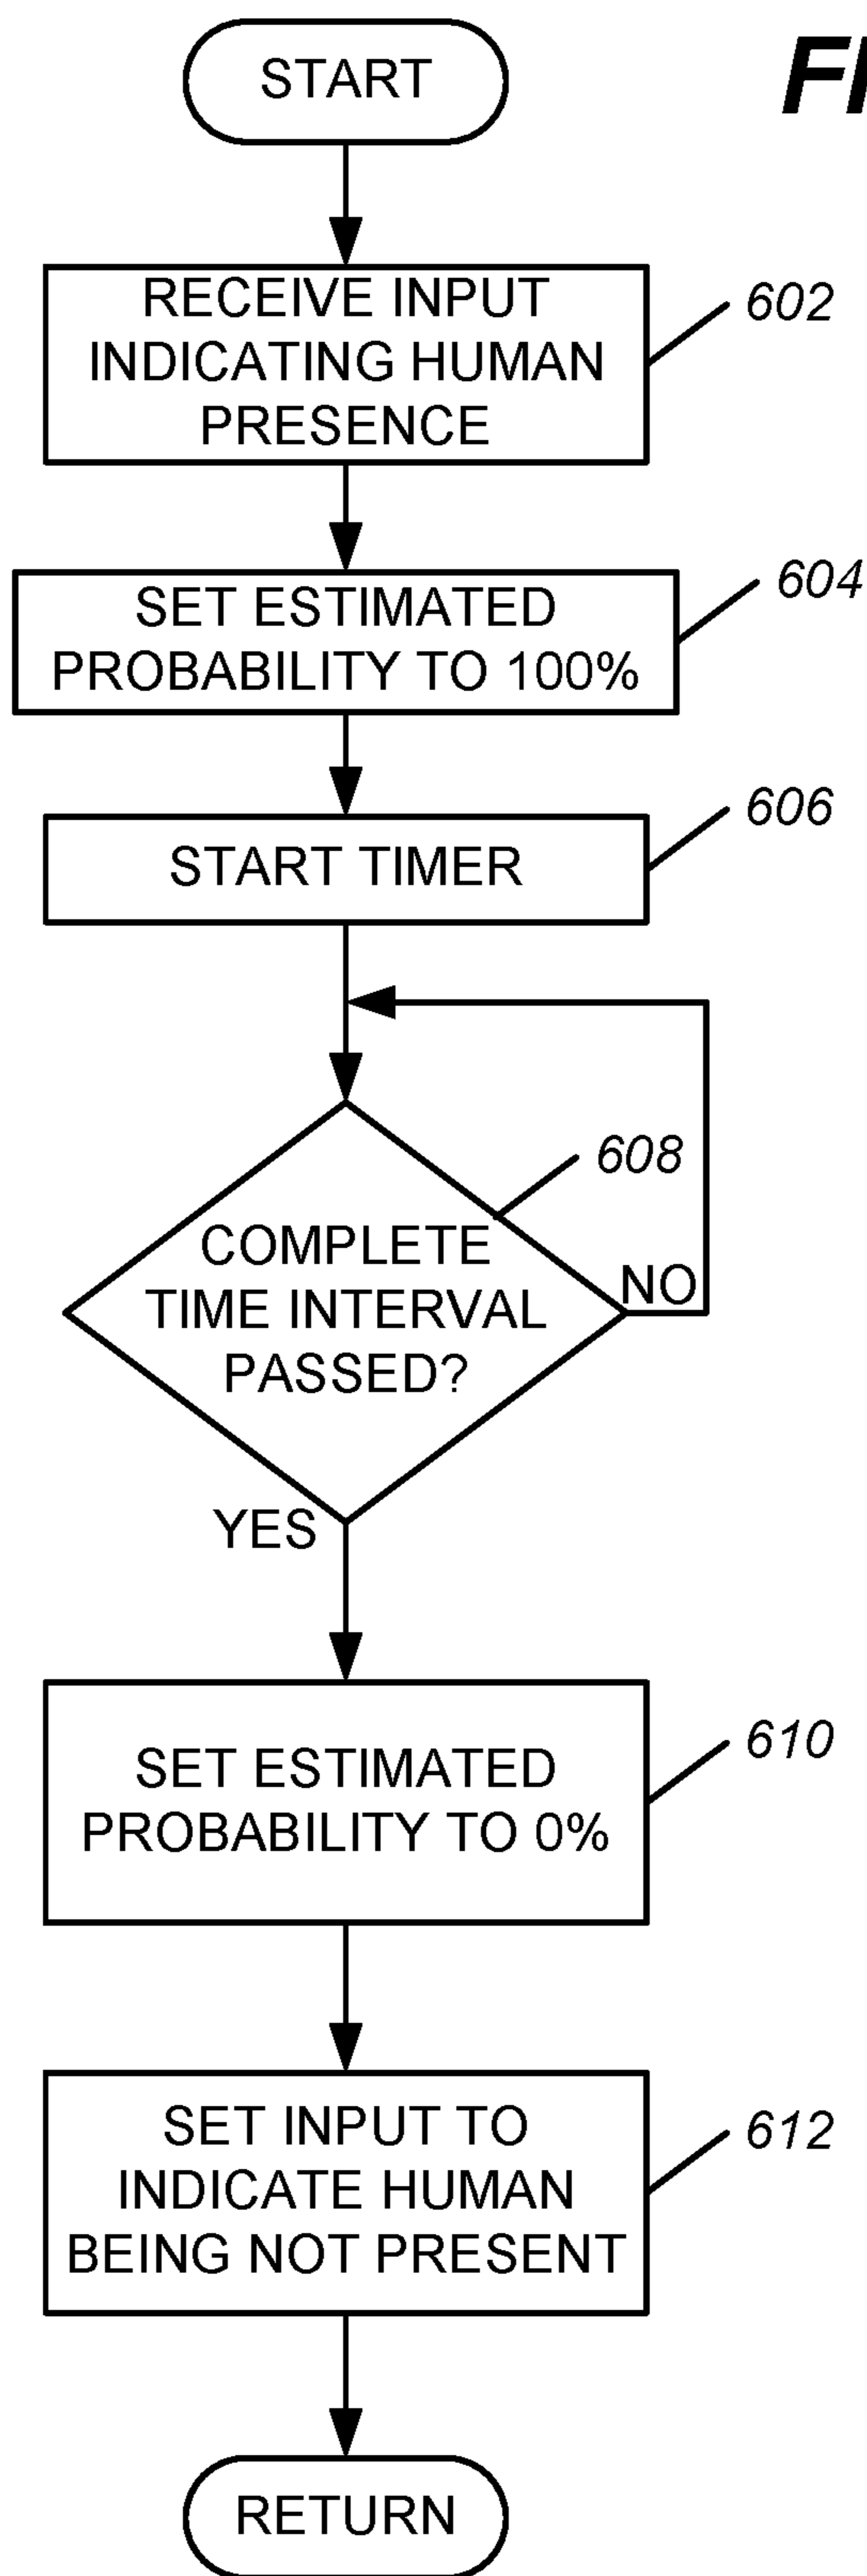 START
RECEIVE INPUT
INDICATING HUMAN
PRESENCE
602
SET ESTIMATED
PROBABILITY TO 100%
604
START TIMER
606
608
COMPLETE
TIME INTERVAL
PASSED?
NO
YES
SET ESTIMATED
PROBABILITY TO 0%
610
SET INPUT TO
INDICATE HUMAN
BEING NOT PRESENT
612
RETURN